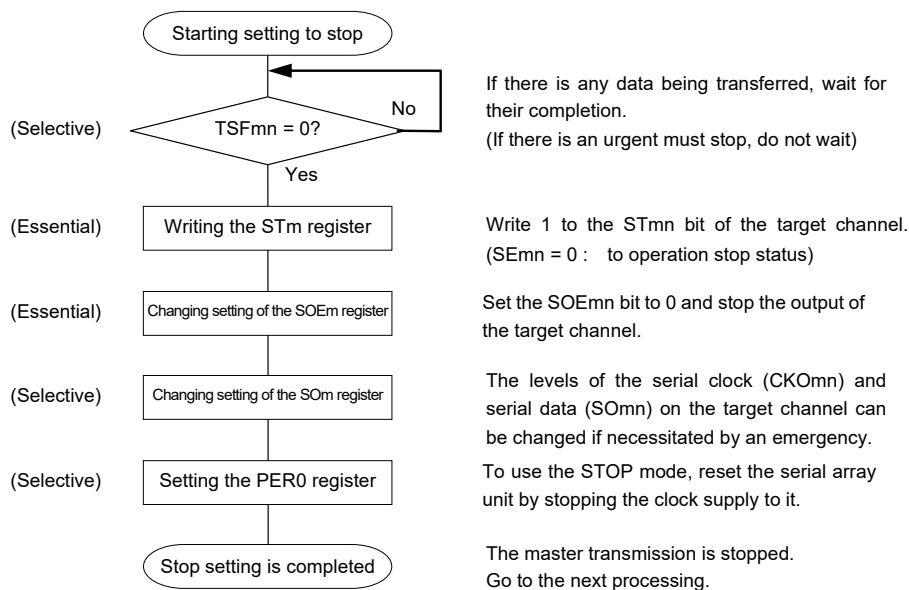 Starting setting to stop
If there is any data being transferred, wait for
their completion.
(If there is an urgent must stop, do not wait)
No
(Selective)
TSFmn = 0?
Yes
(Essential)
Writing the STm register
Write 1 to the STmn bit of the target channel.
(SEmn = 0 : to operation stop status)
(Essential)
Changing setting of the SOEm register
Set the SOEmn bit to 0 and stop the output of
the target channel.
(Selective)
Changing setting of the SOm register
The levels of the serial clock (CKOmn) and
serial data (SOmn) on the target channel can
be changed if necessitated by an emergency.
(Selective)
Setting the PER0 register
To use the STOP mode, reset the serial array
unit by stopping the clock supply to it.
Stop setting is completed
The master transmission is stopped.
Go to the next processing.